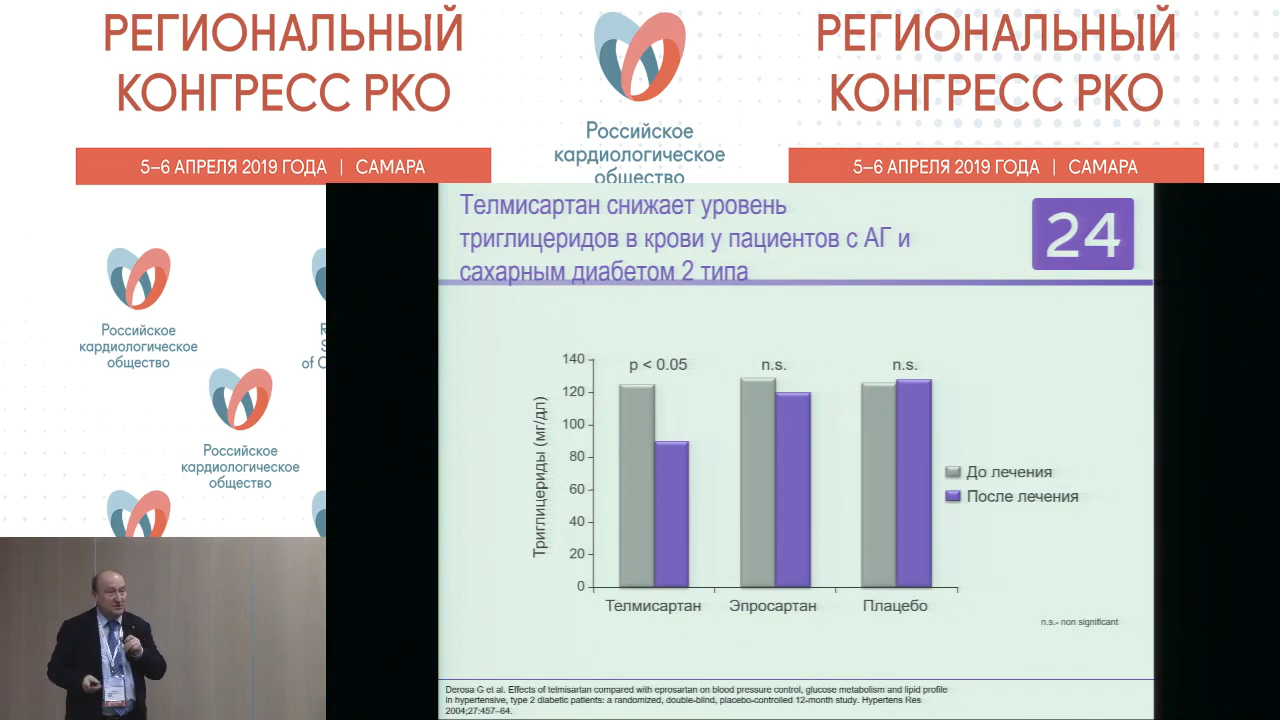 РЕГИОНАЛЬНЫЙ
КОНГРЕСС РКО
5–6 АПРЕЛЯ 2019 ГОДА | САМАРА
Российское
кардиологическое
общество
РЕГИОНАЛЬНЫЙ
КОНГРЕСС РКО
5–6 АПРЕЛЯ 2019 ГОДА | САМАРА
Российское
кардиологическое
общество
R
S
of C
Российское
кардиологическое
общество
Телмисартан снижает уровень
триглицеридов в крови у пациентов с АГ и
сахарным диабетом 2 типа
24
Триглицериды (мг/дл)
140
120
100
80
60
40
20
0
p < 0.05
n.s.
n.s.
До лечения
После лечения
Телмисартан
Эпросартан
Плацебо
n.s.- non significant
Derosa G et al. Effects of telmisartan compared with eprosartan on blood pressure control, glucose metabolism and lipid profile
in hypertensive, type 2 diabetic patients: a randomized, double-blind, placebo-controlled 12-month study. Hypertens Res
2004;27:457–64.